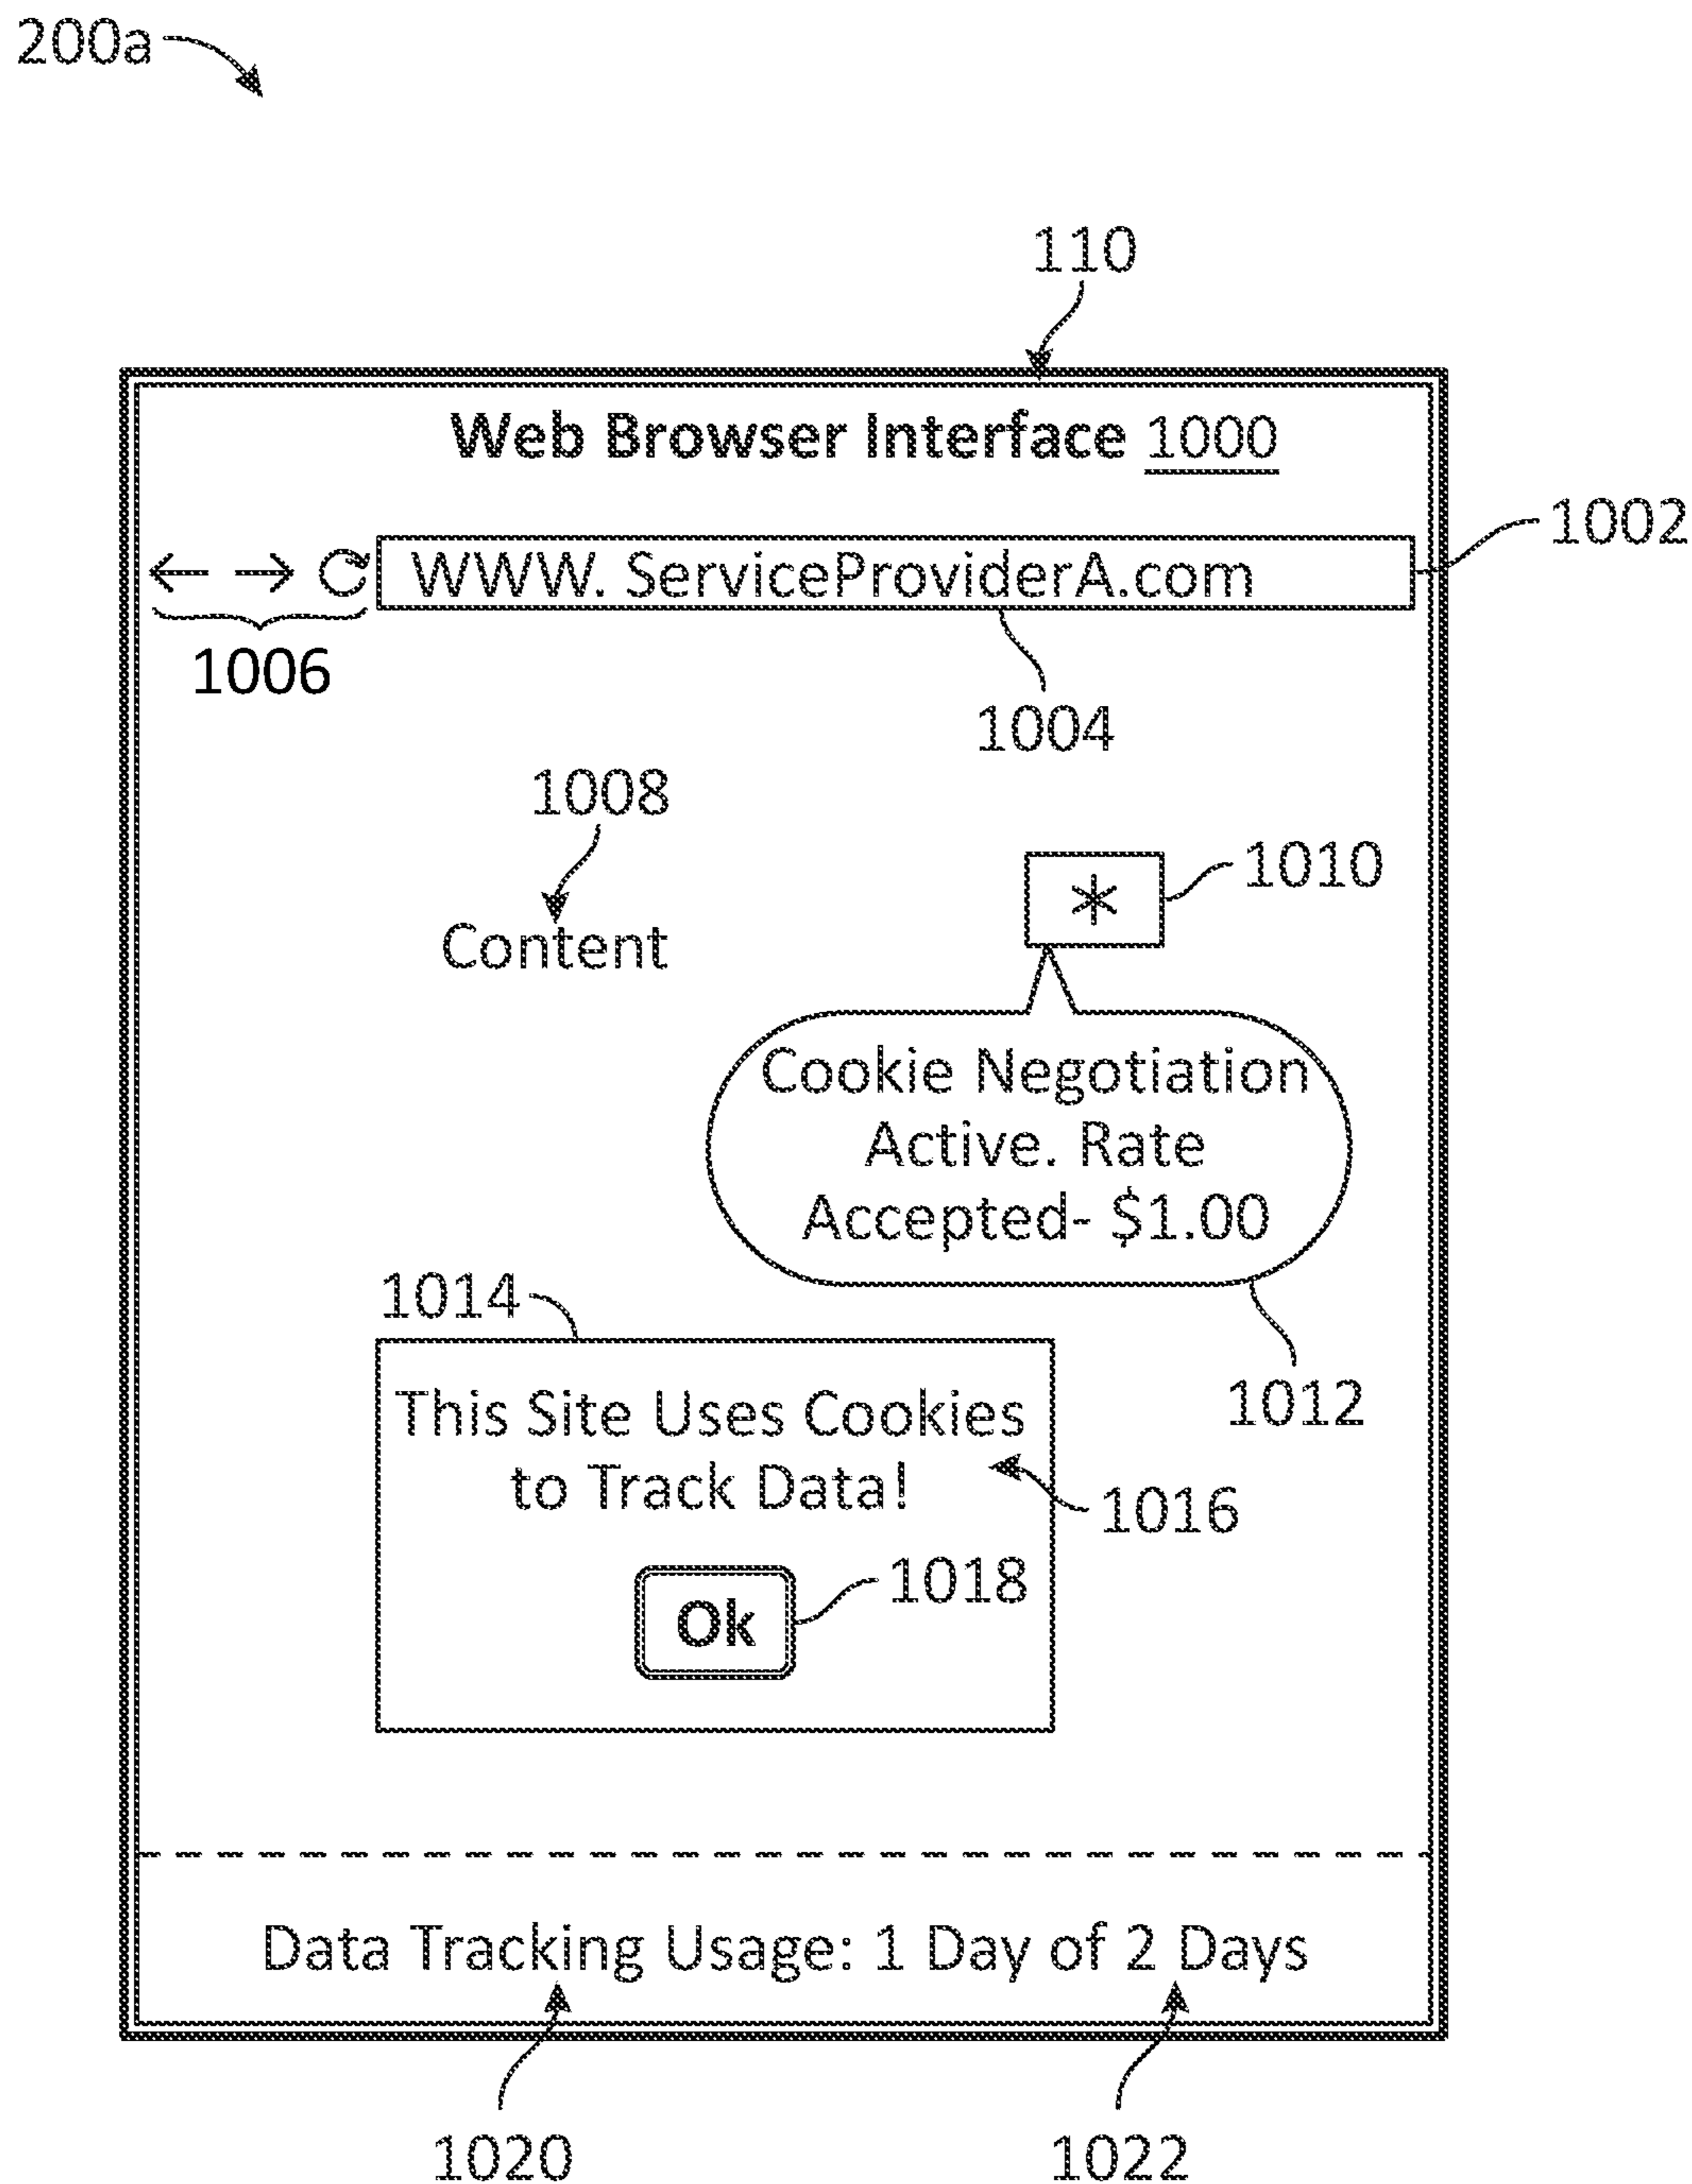 200a
110
Web Browser Interface 1000
1002
WWW. ServiceProviderA.com
1006
1004
1008
1010
*
Content
Cookie Negotiation
Active. Rate
Accepted- $1.00
1014
1012
This Site Uses Cookies
to Track Data!
1016
1018
Ok
Data Tracking Usage: 1 Day of 2 Days
1020
1022